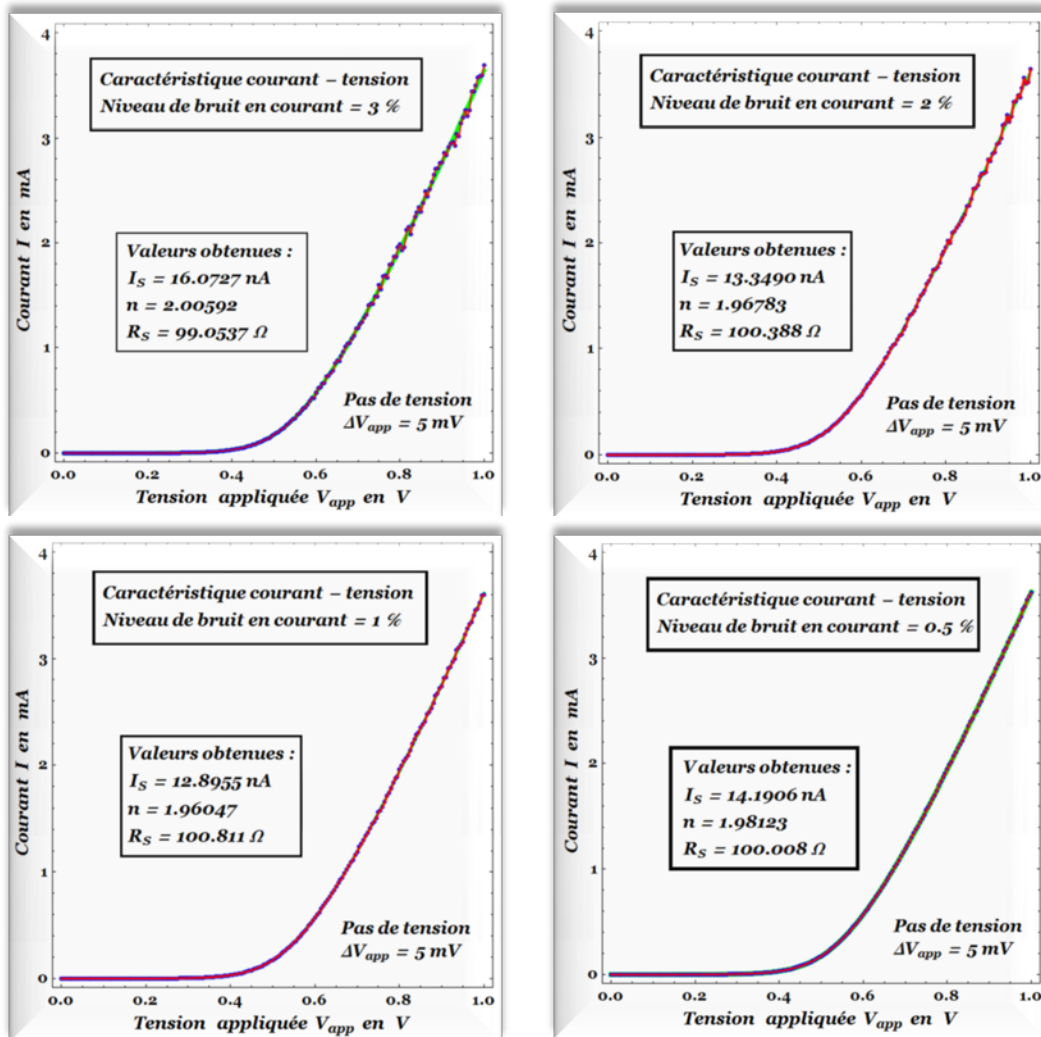 Caractéristique courant – tension
Niveau de bruit en courant = 3 %
Valeurs obtenues :
I_S = 16.0727 nA
n = 2.00592
R_S = 99.0537 Ω
Pas de tension
ΔV_app = 5 mV
4
3
2
1
0
0.0 0.2 0.4 0.6 0.8 1.0
Courant I en mA
Tension appliquée V_app en V
Caractéristique courant – tension
Niveau de bruit en courant = 2 %
Valeurs obtenues :
I_S = 13.3490 nA
n = 1.96783
R_S = 100.388 Ω
Pas de tension
ΔV_app = 5 mV
4
3
2
1
0
0.0 0.2 0.4 0.6 0.8 1.0
Courant I en mA
Tension appliquée V_app en V
Caractéristique courant – tension
Niveau de bruit en courant = 1 %
Valeurs obtenues :
I_S = 12.8955 nA
n = 1.96047
R_S = 100.811 Ω
Pas de tension
ΔV_app = 5 mV
4
3
2
1
0
0.0 0.2 0.4 0.6 0.8 1.0
Courant I en mA
Tension appliquée V_app en V
Caractéristique courant – tension
Niveau de bruit en courant = 0.5 %
Valeurs obtenues :
I_S = 14.1906 nA
n = 1.98123
R_S = 100.008 Ω
Pas de tension
ΔV_app = 5 mV
4
3
2
1
0
0.0 0.2 0.4 0.6 0.8 1.0
Courant I en mA
Tension appliquée V_app en V